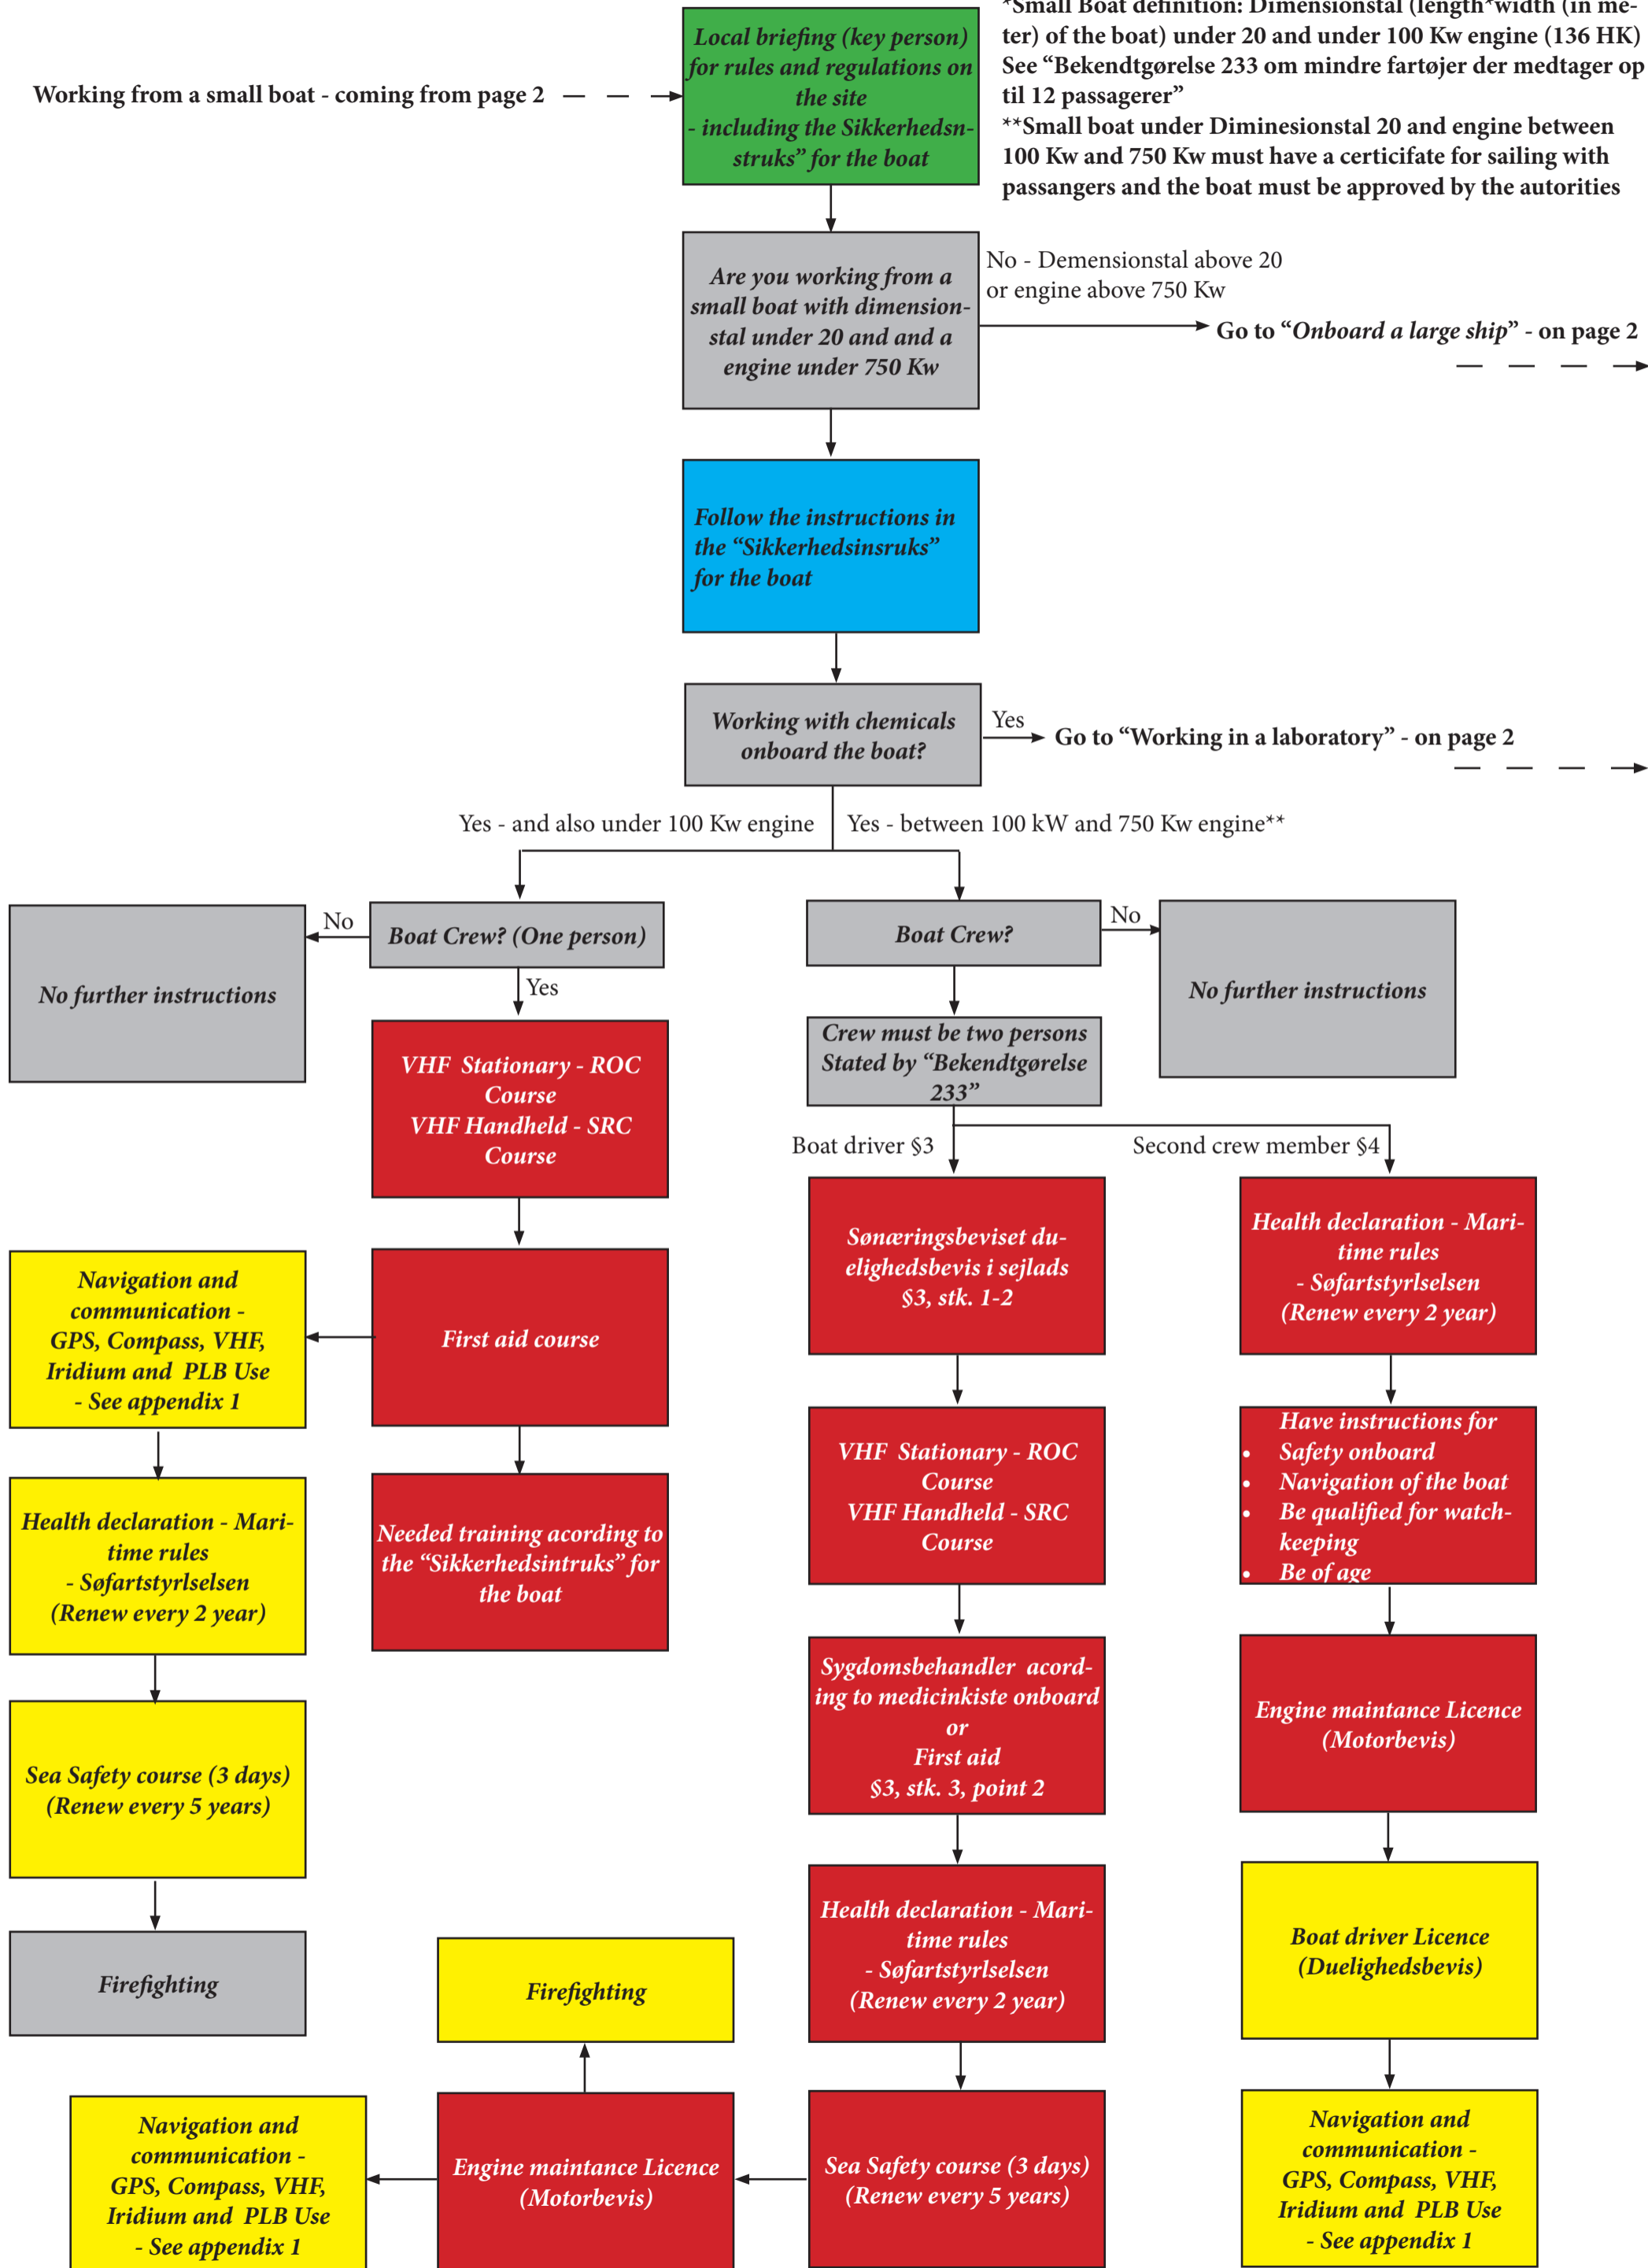 *Small Boat definition: Dimensionstal (length*width (in me-
ter) of the boat) under 20 and under 100 Kw engine (136 HK)
See “Bekendtgørelse 233 om mindre fartøjer der medtager op
til 12 passagerer”
**Small boat under Diminesionstal 20 and engine between
100 Kw and 750 Kw must have a certicifate for sailing with
passangers and the boat must be approved by the autorities
Working from a small boat - coming from page 2
Local briefing (key person)
for rules and regulations on
the site
- including the Sikkerhedsn-
struks” for the boat
Are you working from a
small boat with dimension-
stal under 20 and and a
engine under 750 Kw
No - Demensionstal above 20
or engine above 750 Kw
Go to “Onboard a large ship” - on page 2
Follow the instructions in
the “Sikkerhedsinsruks”
for the boat
Working with chemicals
onboard the boat?
Yes
Go to “Working in a laboratory” - on page 2
Yes - and also under 100 Kw engine
Yes - between 100 kW and 750 Kw engine**
No further instructions
No
Boat Crew? (One person)
Yes
Boat Crew?
No
No further instructions
Crew must be two persons
Stated by “Bekendtgørelse
233”
Boat driver §3
Second crew member §4
VHF Stationary - ROC
Course
VHF Handheld - SRC
Course
First aid course
Needed training acording to
the “Sikkerhedsintruks” for
the boat
Navigation and
communication -
GPS, Compass, VHF,
Iridium and PLB Use
- See appendix 1
Health declaration - Mari-
time rules
- Søfartstyrlselsen
(Renew every 2 year)
Sea Safety course (3 days)
(Renew every 5 years)
Firefighting
Sønæringsbeviset du-
elighedsbevis i sejlads
§3, stk. 1-2
VHF Stationary - ROC
Course
VHF Handheld - SRC
Course
Sygdomsbehandler acord-
ing to medicinkiste onboard
or
First aid
§3, stk. 3, point 2
Health declaration - Mari-
time rules
- Søfartstyrlselsen
(Renew every 2 year)
Sea Safety course (3 days)
(Renew every 5 years)
Engine maintance Licence
(Motorbevis)
Firefighting
Navigation and
communication -
GPS, Compass, VHF,
Iridium and PLB Use
- See appendix 1
Health declaration - Mari-
time rules
- Søfartstyrlselsen
(Renew every 2 year)
Have instructions for
• Safety onboard
• Navigation of the boat
• Be qualified for watch-
keeping
• Be of age
Engine maintance Licence
(Motorbevis)
Boat driver Licence
(Duelighedsbevis)
Navigation and
communication -
GPS, Compass, VHF,
Iridium and PLB Use
- See appendix 1